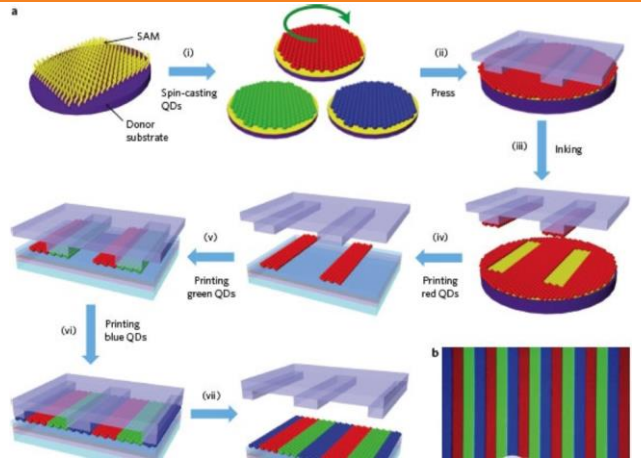 a
SAM
(i)
Spin-casting
QDs
Donor
substrate
(ii)
Press
(iii)
Inking
(iv)
Printing
red QDs
(v)
Printing
green QDs
(vi)
Printing
blue QDs
(vii)
b